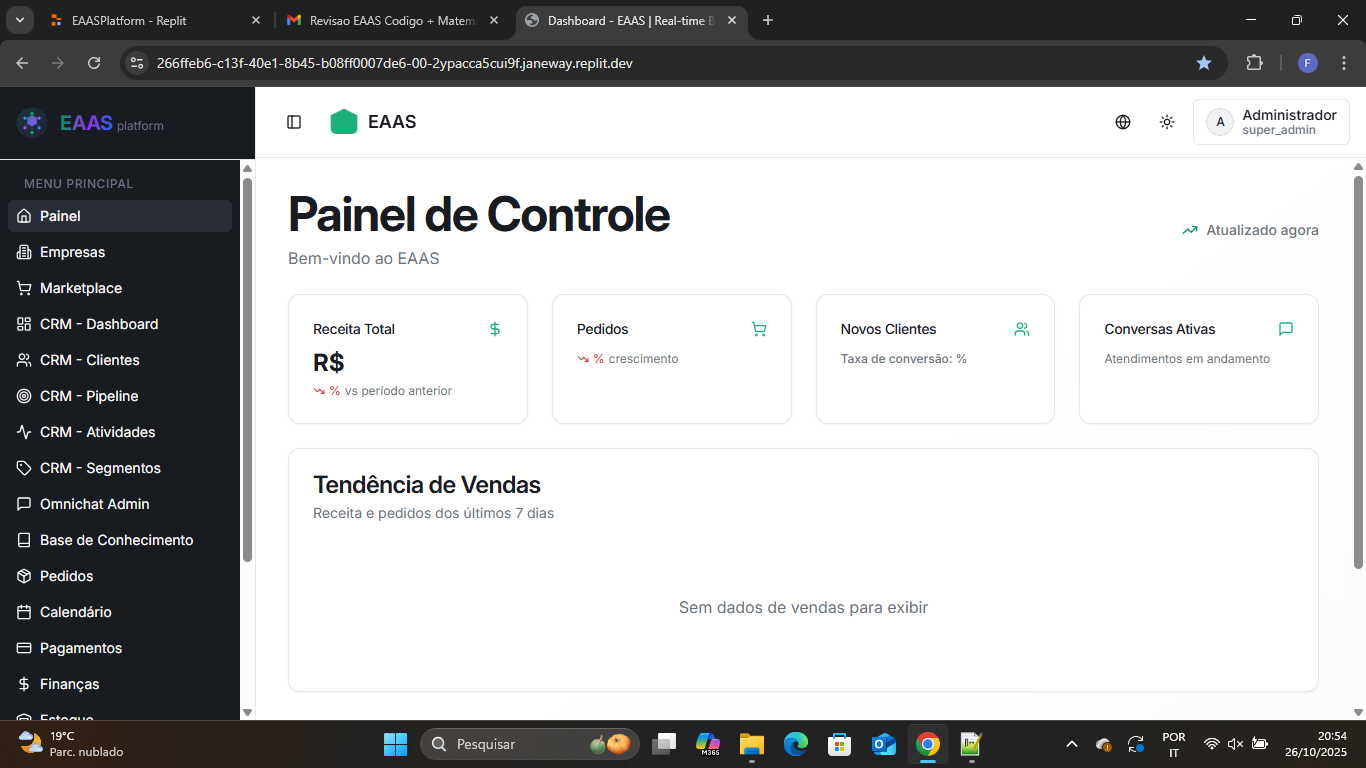 EAASPlatform - Replit
Revisao EAAS Codigo + Matem
Dashboard - EAAS | Real-time B
266ffeb6-c13f-40e1-8b45-b08ff0007de6-00-2ypacca5cui9f.janeway.replit.dev
F
EAAS platform
EAAS
A
Administrador
super_admin
MENU PRINCIPAL
Painel
Empresas
Marketplace
CRM - Dashboard
CRM - Clientes
CRM - Pipeline
CRM - Atividades
CRM - Segmentos
Omnichat Admin
Base de Conhecimento
Pedidos
Calendário
Pagamentos
Finanças
Estoque
Painel de Controle
Bem-vindo ao EAAS
Atualizado agora
Receita Total
R$
% vs período anterior
Pedidos
% crescimento
Novos Clientes
Taxa de conversão: %
Conversas Ativas
Atendimentos em andamento
Tendência de Vendas
Receita e pedidos dos últimos 7 dias
Sem dados de vendas para exibir
19°C
Parc. nublado
Pesquisar
M365
POR
IT
20:54
26/10/2025